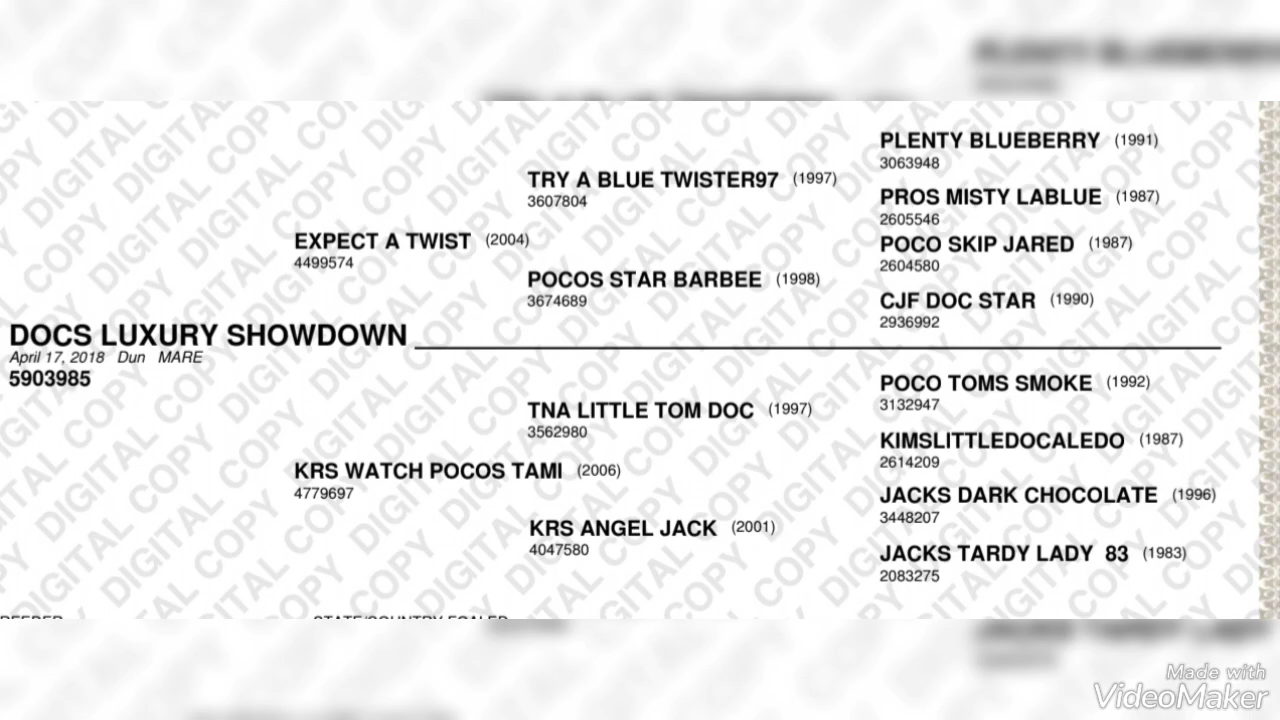 PLENTY BLUEBERRY (1991)
3063948
TRY A BLUE TWISTER97 (1997)
3607804
PROS MISTY LABLUE (1987)
2605546
EXPECT A TWIST (2004)
4499574
POCO SKIP JARED (1987)
2604580
POCOS STAR BARBEE (1998)
3674689
CJF DOC STAR (1990)
2936992
DOCS LUXURY SHOWDOWN
April 17, 2018 Dun MARE
5903985
POCO TOMS SMOKE (1992)
3132947
TNA LITTLE TOM DOC (1997)
3562980
KIMSLITTLEDOCALEDO (1987)
2614209
KRS WATCH POCOS TAMI (2006)
4779697
JACKS DARK CHOCOLATE (1996)
3448207
KRS ANGEL JACK (2001)
4047580
JACKS TARDY LADY 83 (1983)
2083275
DIGITAL COPY
Made with
VideoMaker